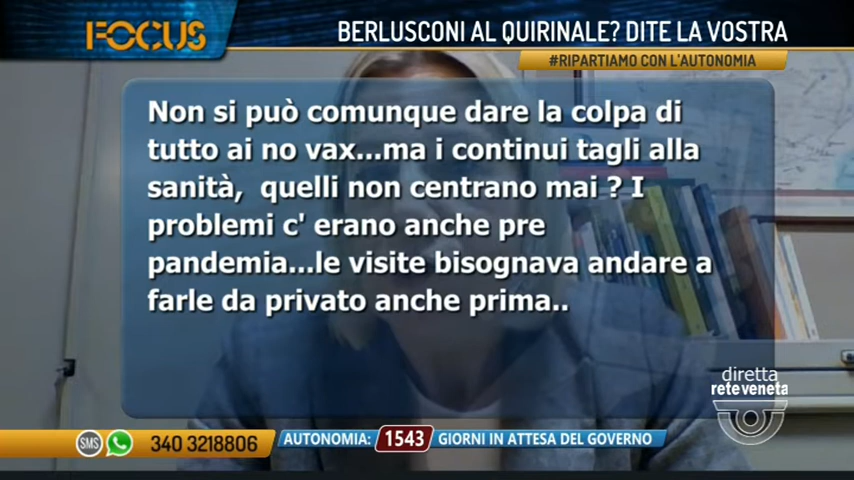 FOCUS
BERLUSCONI AL QUIRINALE? DITE LA VOSTRA
#RIPARTIAMO CON L'AUTONOMIA
Non si può comunque dare la colpa di
tutto ai no vax...ma i continui tagli alla
sanità,  quelli non centrano mai ? I
problemi c' erano anche pre
pandemia...le visite bisognava andare a
farle da privato anche prima..
diretta
reteveneta
SMS
340 3218806
AUTONOMIA: 1543 GIORNI IN ATTESA DEL GOVERNO